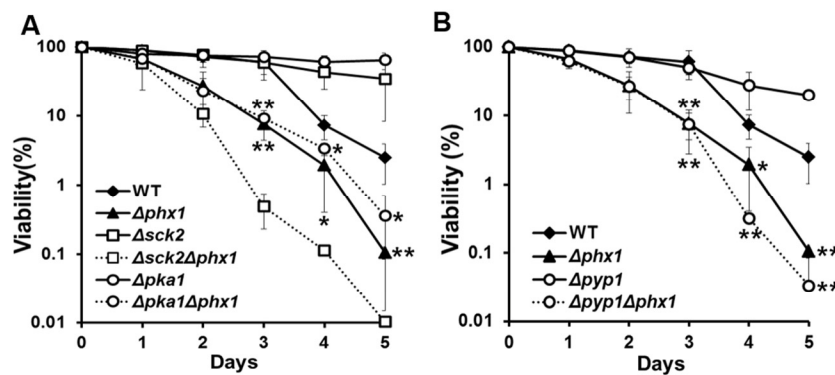 A
Viability(%)
100
10
1
0.1
0.01
WT
Δphx1
Δsck2
Δsck2Δphx1
Δpka1
Δpka1Δphx1
**
**
*
*
*
**
0 1 2 3 4 5
Days
B
Viability (%)
100
10
1
0.1
0.01
WT
Δphx1
Δpyp1
Δpyp1Δphx1
**
**
*
**
**
**
0 1 2 3 4 5
Days